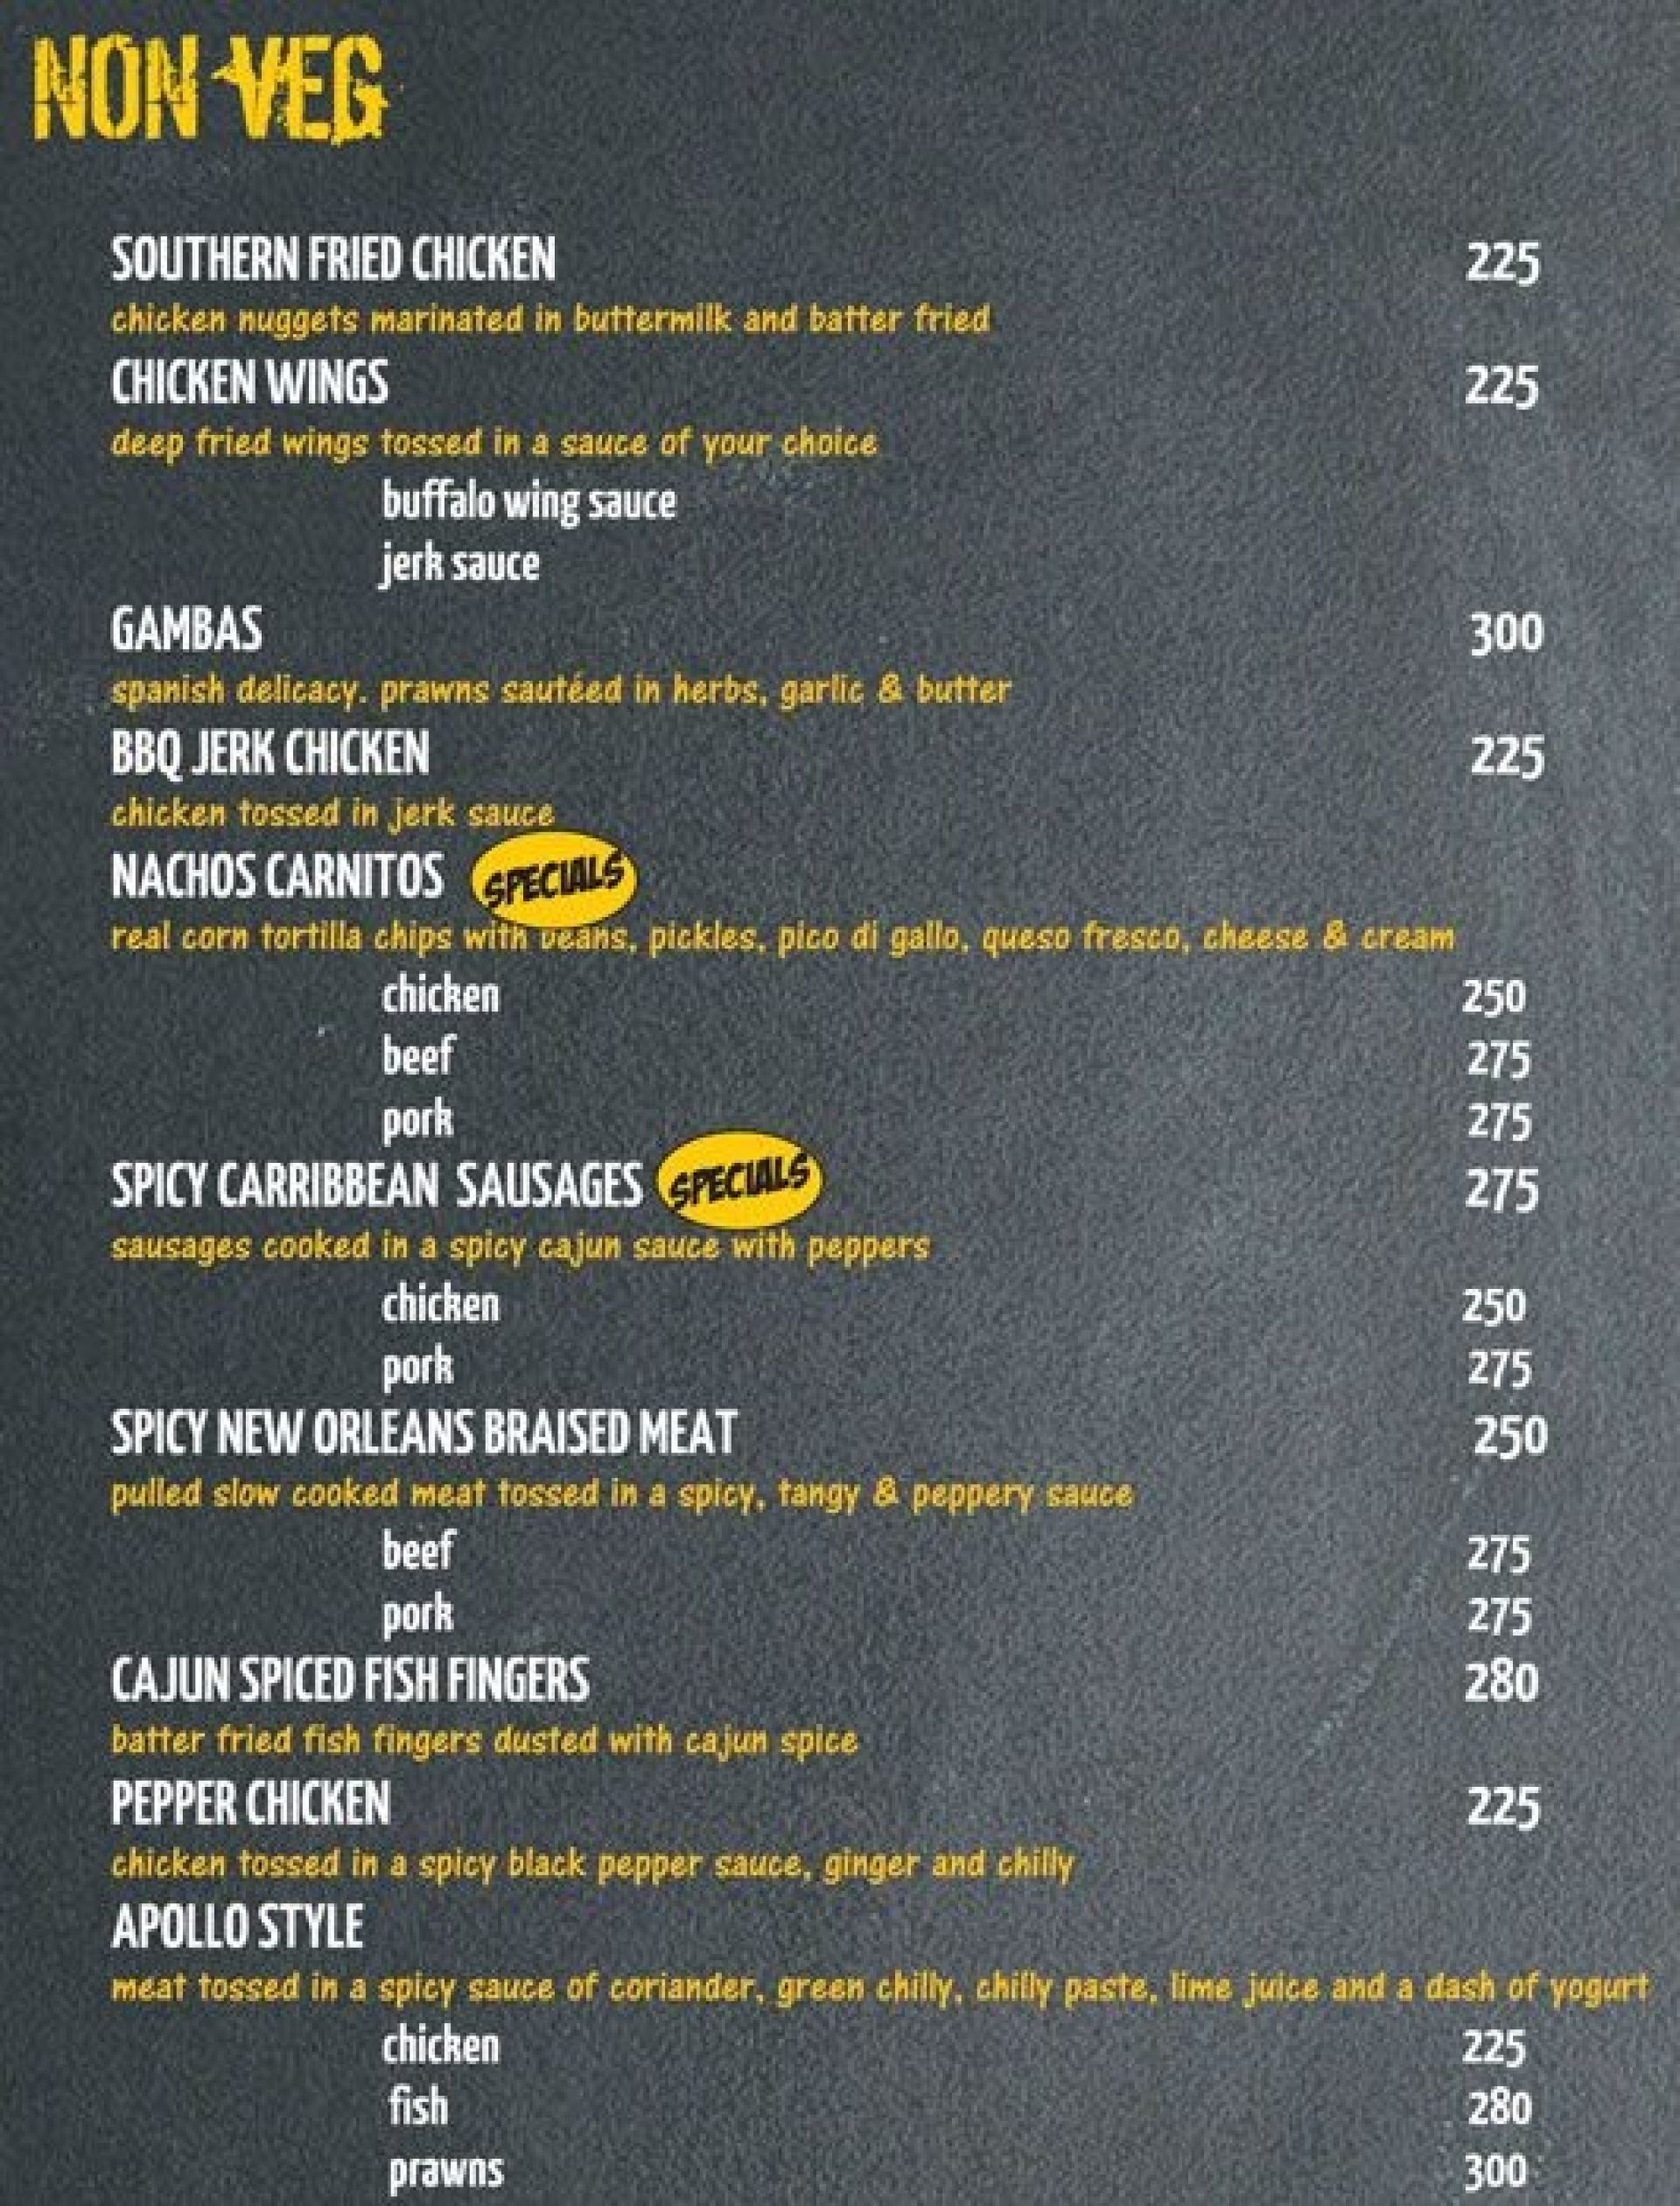 NON VEG
SOUTHERN FRIED CHICKEN 225
chicken nuggets marinated in buttermilk and batter fried
CHICKEN WINGS 225
deep fried wings tossed in a sauce of your choice
buffalo wing sauce
jerk sauce
GAMBAS 300
spanish delicacy. prawns sautéed in herbs, garlic & butter
BBQ JERK CHICKEN 225
chicken tossed in jerk sauce
NACHOS CARNITOS SPECIALS
real corn tortilla chips with beans, pickles, pico di gallo, queso fresco, cheese & cream
chicken 250
beef 275
pork 275
SPICY CARRIBBEAN SAUSAGES SPECIALS 275
sausages cooked in a spicy cajun sauce with peppers
chicken 250
pork 275
SPICY NEW ORLEANS BRAISED MEAT 250
pulled slow cooked meat tossed in a spicy, tangy & peppery sauce
beef 275
pork 275
CAJUN SPICED FISH FINGERS 280
batter fried fish fingers dusted with cajun spice
PEPPER CHICKEN 225
chicken tossed in a spicy black pepper sauce, ginger and chilly
APOLLO STYLE
meat tossed in a spicy sauce of coriander, green chilly, chilly paste, lime juice and a dash of yogurt
chicken 225
fish 280
prawns 300